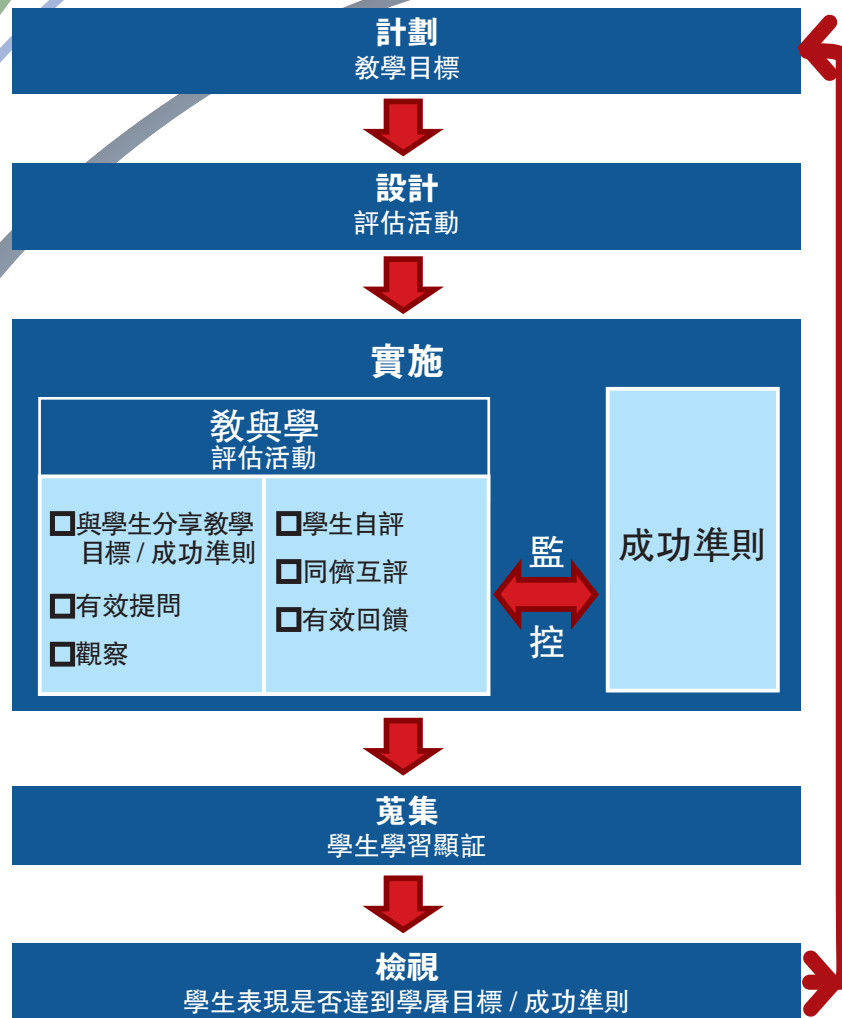 計劃
教學目標
設計
評估活動
實施
教與學
評估活動
□與學生分享教學
目標 / 成功準則
□有效提問
□觀察
□學生自評
□同儕互評
□有效回饋
監
控
成功準則
蒐集
學生學習顯証
檢視
學生表現是否達到學屠目標 / 成功準則